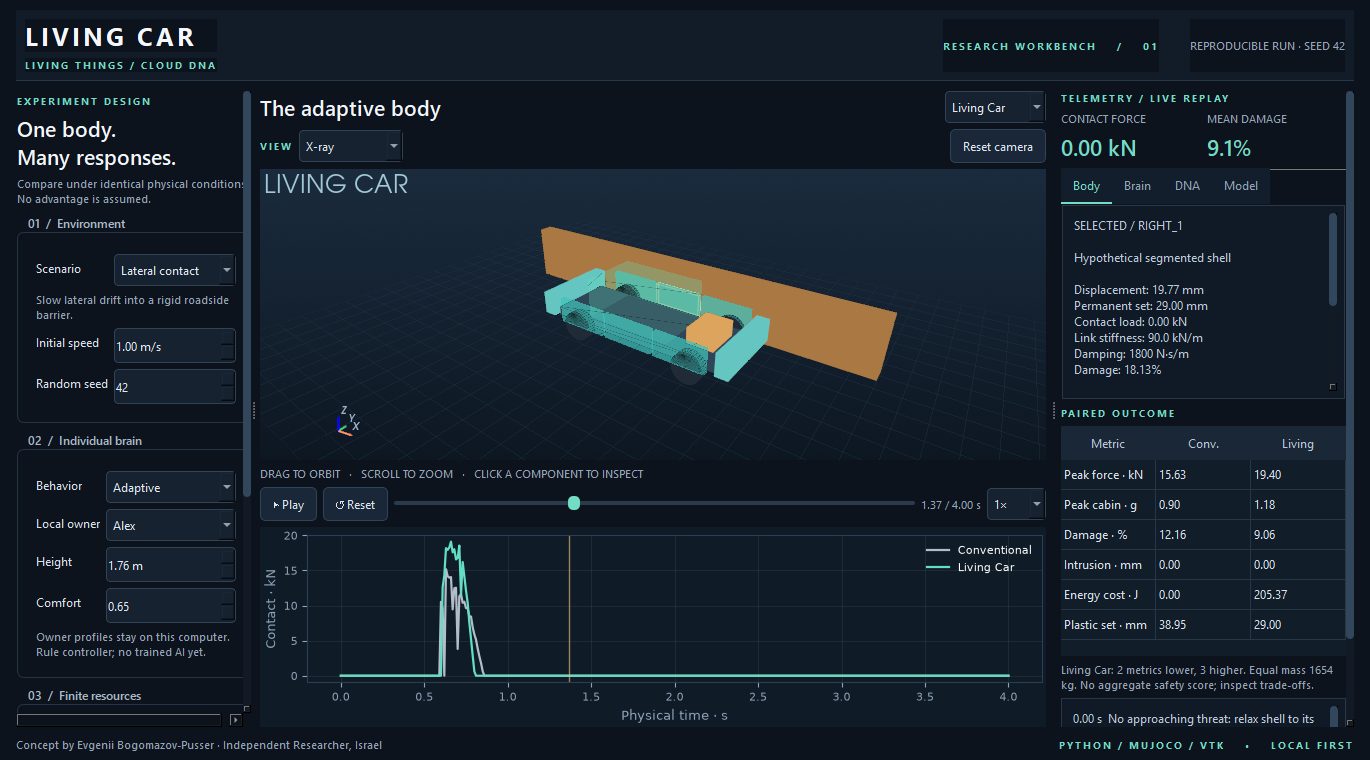 LIVING CAR
LIVING THINGS / CLOUD DNA
RESEARCH WORKBENCH / 01
REPRODUCIBLE RUN · SEED 42
EXPERIMENT DESIGN
One body.
Many responses.
Compare under identical physical conditions
No advantage is assumed.
01 / Environment
Scenario
Lateral contact
Slow lateral drift into a rigid roadside
barrier.
Initial speed
1.00 m/s
Random seed
42
02 / Individual brain
Behavior
Adaptive
Local owner
Alex
Height
1.76 m
Comfort
0.65
Owner profiles stay on this computer.
Rule controller; no trained AI yet.
03 / Finite resources
The adaptive body
Living Car
VIEW
X-ray
Reset camera
LIVING CAR
Z
Y
X
DRAG TO ORBIT · SCROLL TO ZOOM · CLICK A COMPONENT TO INSPECT
Play
↺ Reset
1.37 / 4.00 s
1×
Contact · kN
20
15
10
5
0
Conventional
Living Car
0.0 0.5 1.0 1.5 2.0 2.5 3.0 3.5 4.0
Physical time · s
TELEMETRY / LIVE REPLAY
CONTACT FORCE MEAN DAMAGE
0.00 kN 9.1%
Body Brain DNA Model
SELECTED / RIGHT_1
Hypothetical segmented shell
Displacement: 19.77 mm
Permanent set: 29.00 mm
Contact load: 0.00 kN
Link stiffness: 90.0 kN/m
Damping: 1800 N·s/m
Damage: 18.13%
PAIRED OUTCOME
Metric Conv. Living
Peak force · kN 15.63 19.40
Peak cabin · g 0.90 1.18
Damage · % 12.16 9.06
Intrusion · mm 0.00 0.00
Energy cost · J 0.00 205.37
Plastic set · mm 38.95 29.00
Living Car: 2 metrics lower, 3 higher. Equal mass 1654
kg. No aggregate safety score; inspect trade-offs.
0.00 s No approaching threat: relax shell to its
Concept by Evgenii Bogomazov-Pusser · Independent Researcher, Israel
PYTHON / MUJOCO / VTK • LOCAL FIRST